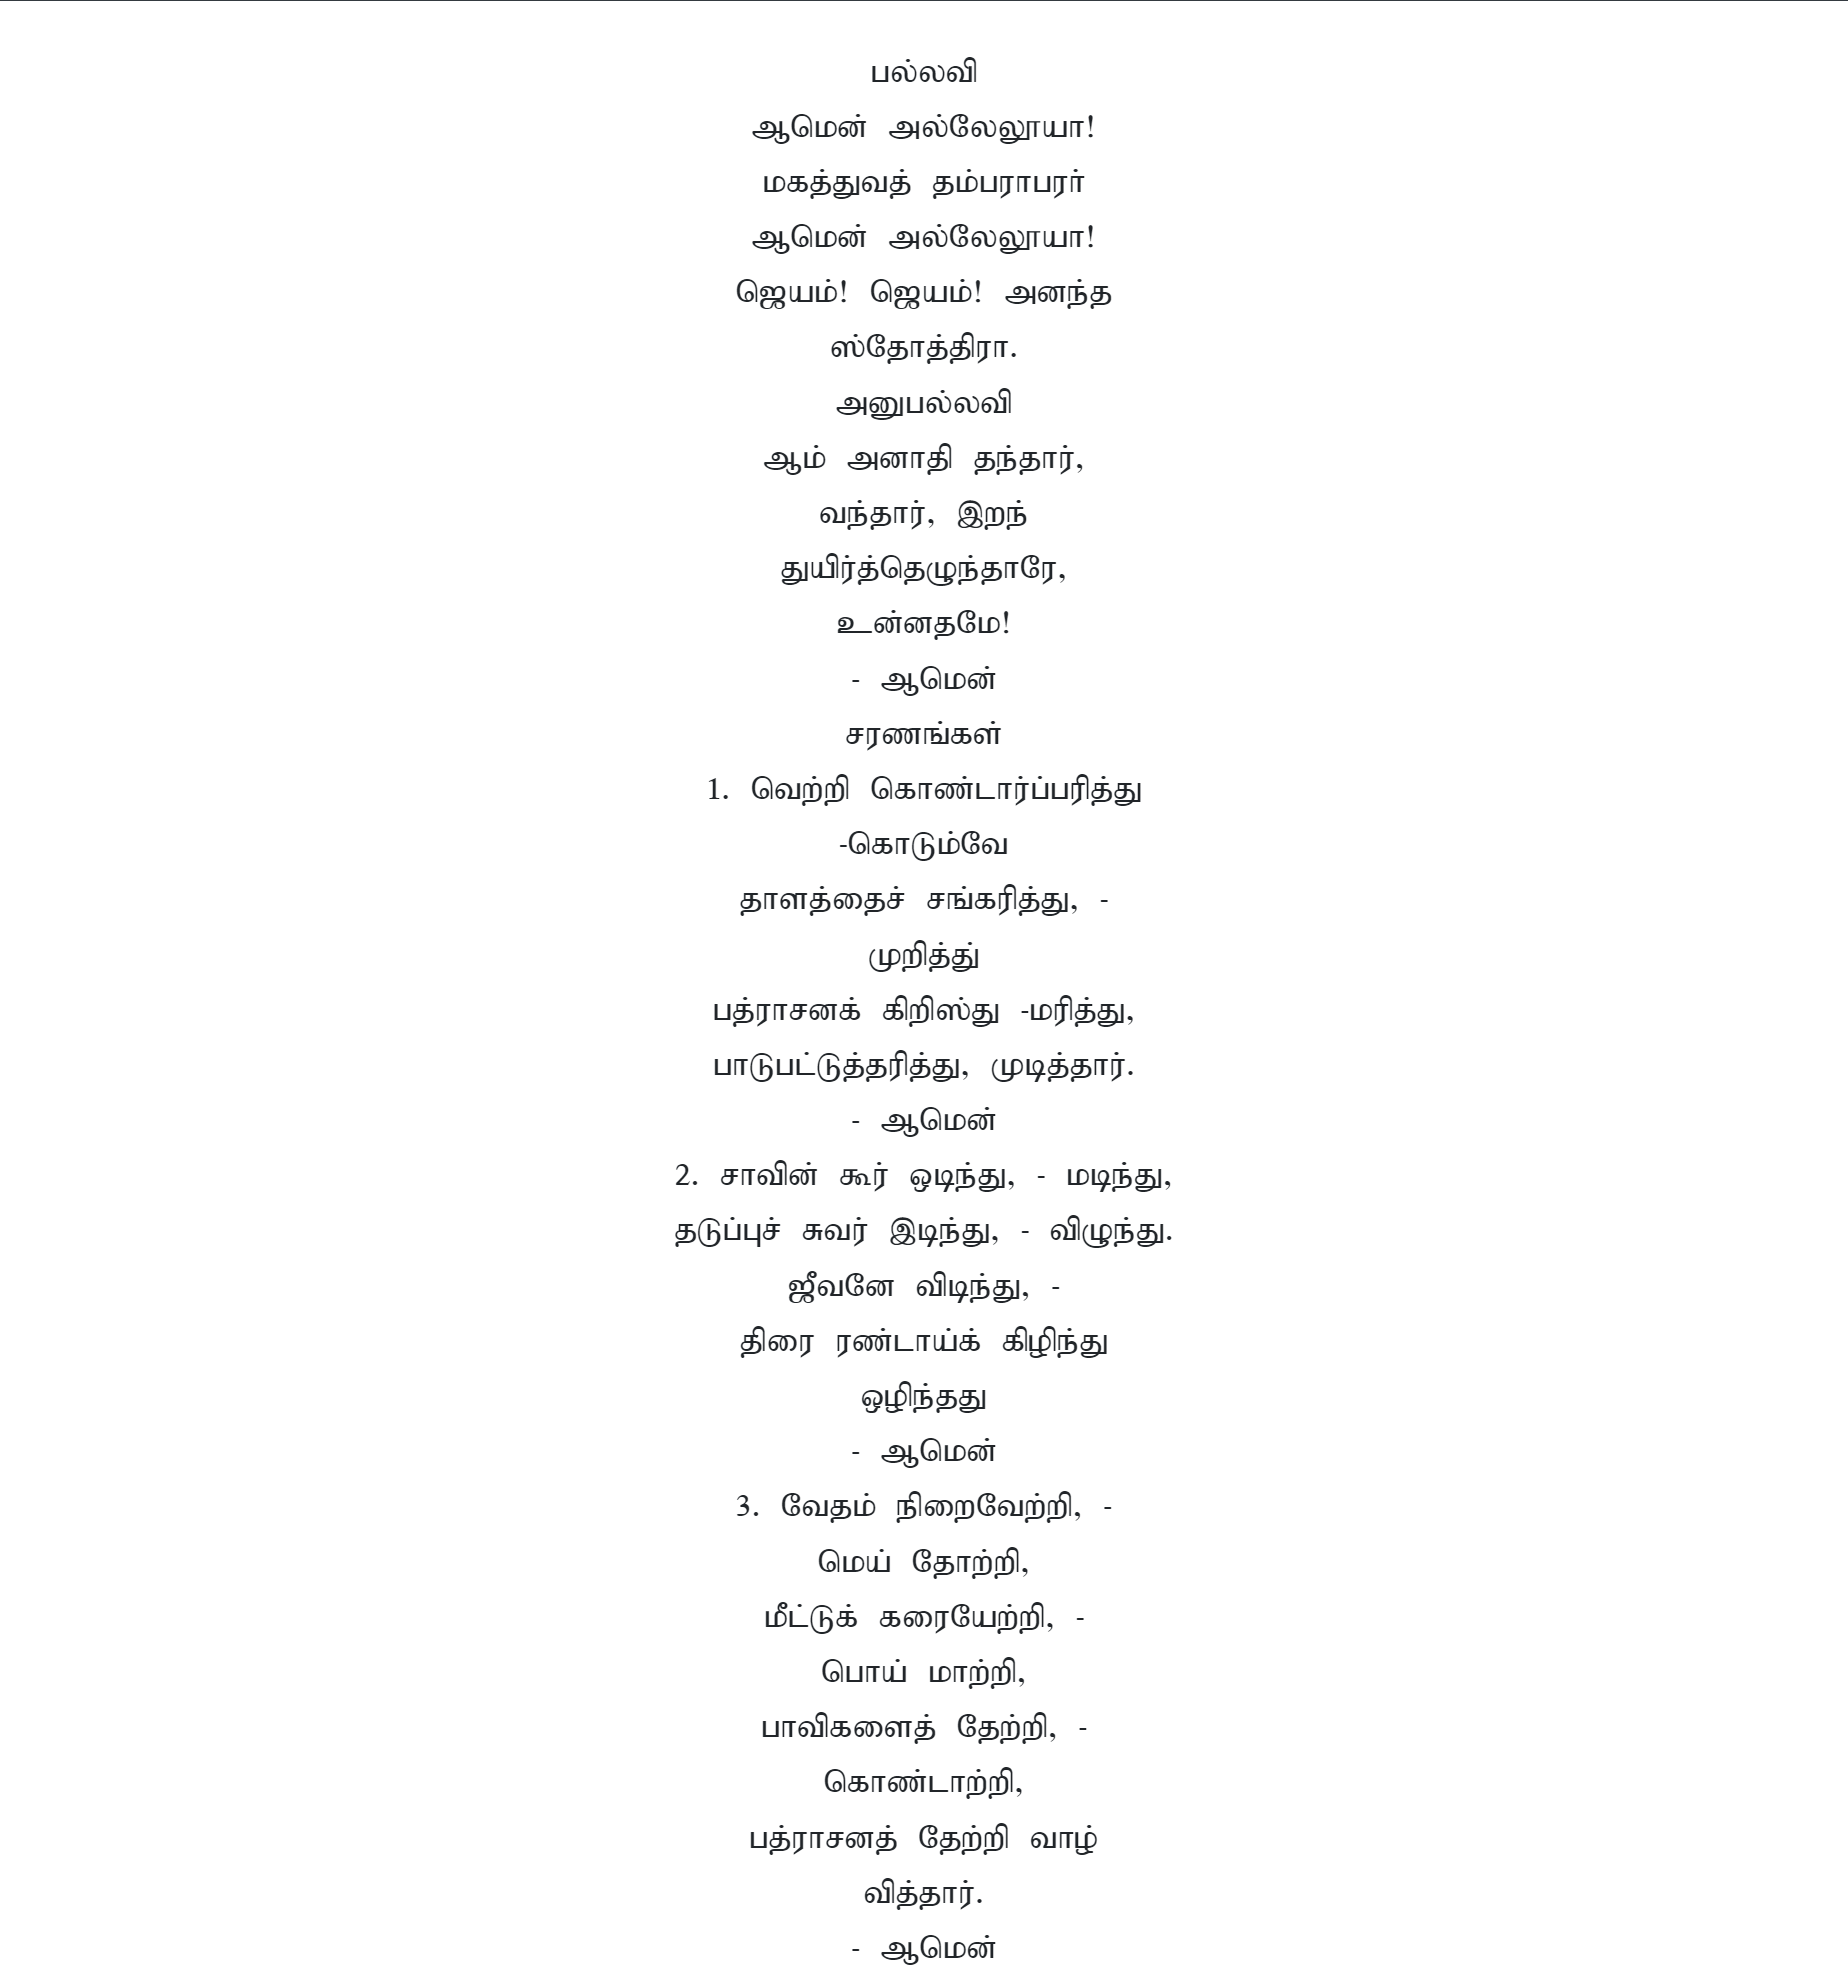 பல்லவி
ஆமென் அல்லேலூயா!
மகத்துவத் தம்பராபரர்
ஆமென் அல்லேலூயா!
ஜெயம்! ஜெயம்! அனந்த
ஸ்தோத்திரா.
அனுபல்லவி
ஆம் அனாதி தந்தார்,
வந்தார், இறந்
துயிர்த்தெழுந்தாரே,
உன்னதமே!
- ஆமென்
சரணங்கள்
1. வெற்றி கொண்டார்ப்பரித்து
-கொடும்வே
தாளத்தைச் சங்கரித்து, -
முறித்து்
பத்ராசனக் கிறிஸ்து -மரித்து,
பாடுபட்டுத்தரித்து, முடித்தார்.
- ஆமென்
2. சாவின் கூர் ஒடிந்து, - மடிந்து,
தடுப்புச் சுவர் இடிந்து, - விழுந்து.
ஜீவனே விடிந்து, -
திரை ரண்டாய்க் கிழிந்து
ஒழிந்தது
- ஆமென்
3. வேதம் நிறைவேற்றி, -
மெய் தோற்றி,
மீட்டுக் கரையேற்றி, -
பொய் மாற்றி,
பாவிகளைத் தேற்றி, -
கொண்டாற்றி,
பத்ராசனத் தேற்றி வாழ்
வித்தார்.
- ஆமென்